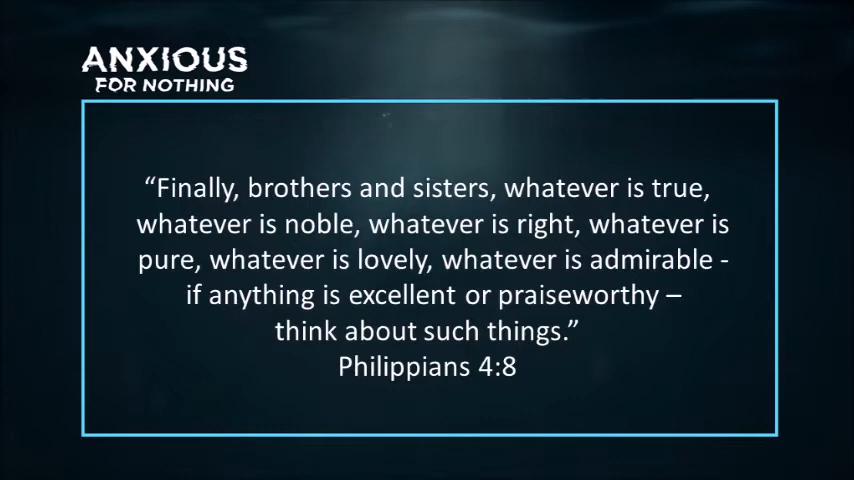 ANXIOUS
FOR NOTHING
“Finally, brothers and sisters, whatever is true,
whatever is noble, whatever is right, whatever is
pure, whatever is lovely, whatever is admirable -
if anything is excellent or praiseworthy –
think about such things.”
Philippians 4:8